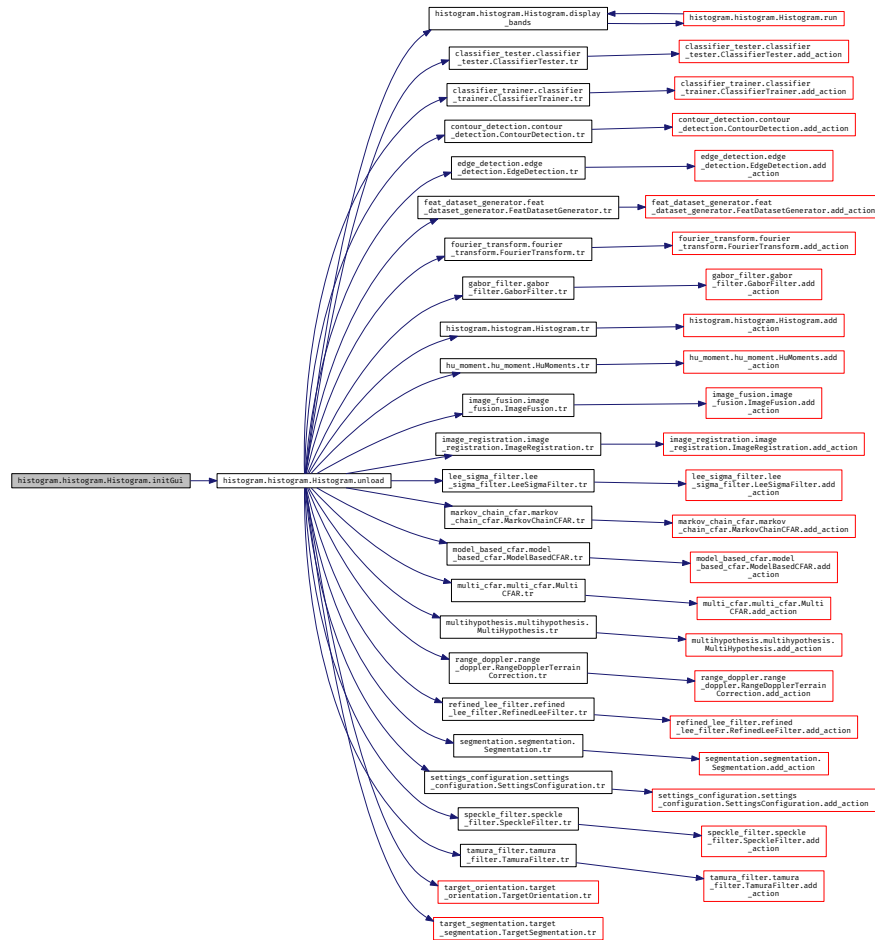 histogram.histogram.Histogram.display
_bands
histogram.histogram.Histogram.run
classifier_tester.classifier
_tester.ClassifierTester.tr
classifier_tester.classifier
_tester.ClassifierTester.add_action
classifier_trainer.classifier
_trainer.ClassifierTrainer.tr
classifier_trainer.classifier
_trainer.ClassifierTrainer.add_action
contour_detection.contour
_detection.ContourDetection.tr
contour_detection.contour
_detection.ContourDetection.add_action
edge_detection.edge
_detection.EdgeDetection.tr
edge_detection.edge
_detection.EdgeDetection.add
_action
feat_dataset_generator.feat
_dataset_generator.FeatDatasetGenerator.tr
feat_dataset_generator.feat
_dataset_generator.FeatDatasetGenerator.add_action
fourier_transform.fourier
_transform.FourierTransform.tr
fourier_transform.fourier
_transform.FourierTransform.add_action
gabor_filter.gabor
_filter.GaborFilter.tr
gabor_filter.gabor
_filter.GaborFilter.add
_action
histogram.histogram.Histogram.tr
histogram.histogram.Histogram.add
_action
hu_moment.hu_moment.HuMoments.tr
hu_moment.hu_moment.HuMoments.add
_action
image_fusion.image
_fusion.ImageFusion.tr
image_fusion.image
_fusion.ImageFusion.add
_action
image_registration.image
_registration.ImageRegistration.tr
image_registration.image
_registration.ImageRegistration.add_action
histogram.histogram.Histogram.initGui
histogram.histogram.Histogram.unload
lee_sigma_filter.lee
_sigma_filter.LeeSigmaFilter.tr
lee_sigma_filter.lee
_sigma_filter.LeeSigmaFilter.add
_action
markov_chain_cfar.markov
_chain_cfar.MarkovChainCFAR.tr
markov_chain_cfar.markov
_chain_cfar.MarkovChainCFAR.add_action
model_based_cfar.model
_based_cfar.ModelBasedCFAR.tr
model_based_cfar.model
_based_cfar.ModelBasedCFAR.add
_action
multi_cfar.multi_cfar.Multi
CFAR.tr
multi_cfar.multi_cfar.Multi
CFAR.add_action
multihypothesis.multihypothesis.
MultiHypothesis.tr
multihypothesis.multihypothesis.
MultiHypothesis.add_action
range_doppler.range
_doppler.RangeDopplerTerrain
Correction.tr
range_doppler.range
_doppler.RangeDopplerTerrain
Correction.add_action
refined_lee_filter.refined
_lee_filter.RefinedLeeFilter.tr
refined_lee_filter.refined
_lee_filter.RefinedLeeFilter.add_action
segmentation.segmentation.
Segmentation.tr
segmentation.segmentation.
Segmentation.add_action
settings_configuration.settings
_configuration.SettingsConfiguration.tr
settings_configuration.settings
_configuration.SettingsConfiguration.add_action
speckle_filter.speckle
_filter.SpeckleFilter.tr
speckle_filter.speckle
_filter.SpeckleFilter.add
_action
tamura_filter.tamura
_filter.TamuraFilter.tr
tamura_filter.tamura
_filter.TamuraFilter.add
_action
target_orientation.target
_orientation.TargetOrientation.tr
target_segmentation.target
_segmentation.TargetSegmentation.tr